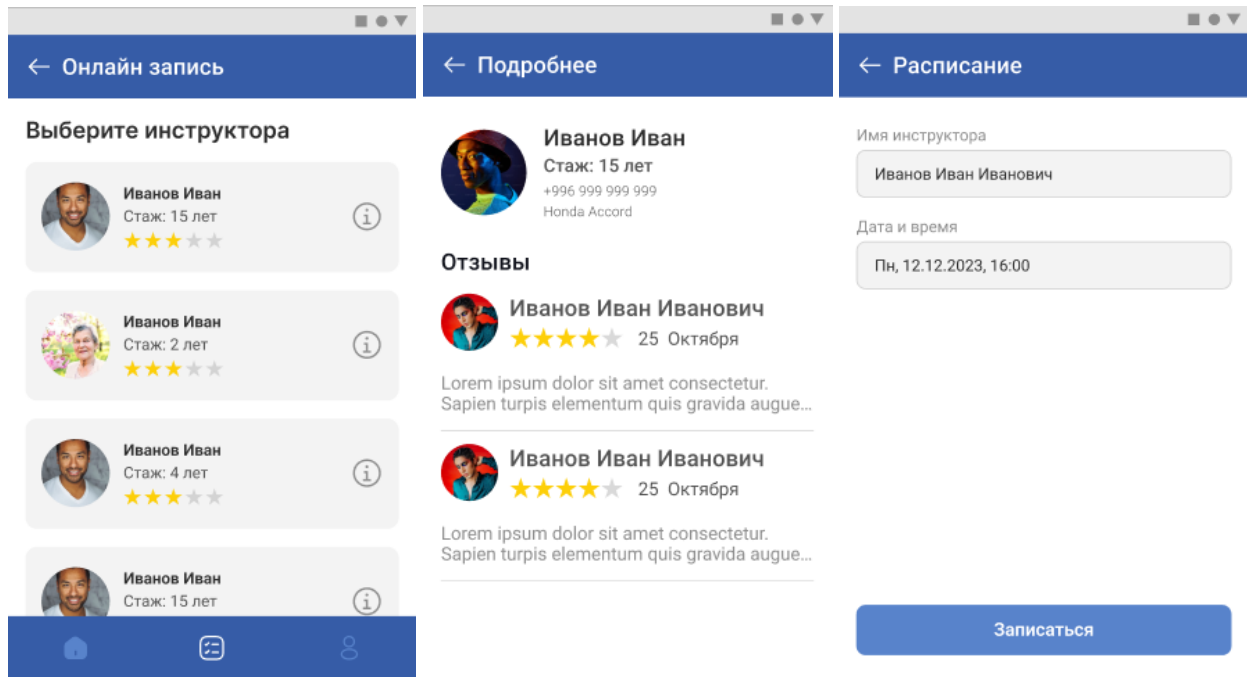 Онлайн запись
Выберите инструктора
Иванов Иван
Стаж: 15 лет
Иванов Иван
Стаж: 2 лет
Иванов Иван
Стаж: 4 лет
Иванов Иван
Стаж: 15 лет
Подробнее
Иванов Иван
Стаж: 15 лет
+996 999 999 999
Honda Accord
Отзывы
Иванов Иван Иванович
25 Октября
Lorem ipsum dolor sit amet consectetur.
Sapien turpis elementum quis gravida augue...
Иванов Иван Иванович
25 Октября
Lorem ipsum dolor sit amet consectetur.
Sapien turpis elementum quis gravida augue...
Расписание
Имя инструктора
Иванов Иван Иванович
Дата и время
Пн, 12.12.2023, 16:00
Записаться